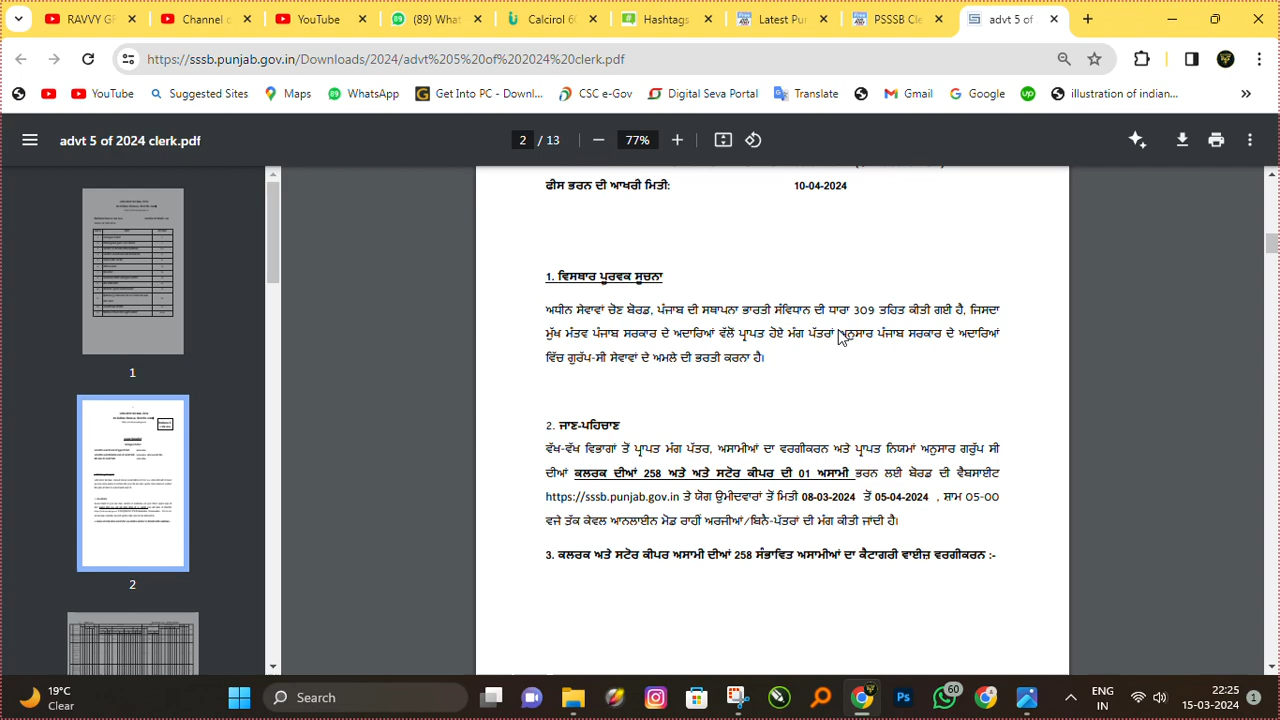 RAVVY GR
Channel c
YouTube
(89) What
Calcirol 60
Hashtags
Latest Pun
PSSSB Cle
advt 5 of
https://sssb.punjab.gov.in/Downloads/2024/advt%205%20of%202024%20clerk.pdf
YouTube
Suggested Sites
Maps
WhatsApp
Get Into PC - Downl...
CSC e-Gov
Digital Seva Portal
Translate
Gmail
Google
illustration of indian...
advt 5 of 2024 clerk.pdf
2 / 13
77%
ਫੀਸ ਭਰਨ ਦੀ ਆਖਰੀ ਮਿਤੀ: 10-04-2024
1. ਵਿਸਥਾਰ ਪੂਰਵਕ ਸੂਚਨਾ
ਅਧੀਨ ਸੇਵਾਵਾਂ ਚੋਣ ਬੋਰਡ, ਪੰਜਾਬ ਦੀ ਸਥਾਪਨਾ ਭਾਰਤੀ ਸੰਵਿਧਾਨ ਦੀ ਧਾਰਾ 309 ਤਹਿਤ ਕੀਤੀ ਗਈ ਹੈ, ਜਿਸਦਾ
ਮੁੱਖ ਮੰਤਵ ਪੰਜਾਬ ਸਰਕਾਰ ਦੇ ਅਦਾਰਿਆਂ ਵੱਲੋਂ ਪ੍ਰਾਪਤ ਹੋਏ ਮੰਗ ਪੱਤਰਾਂ ਅਨੁਸਾਰ ਪੰਜਾਬ ਸਰਕਾਰ ਦੇ ਅਦਾਰਿਆਂ
ਵਿੱਚ ਗੁਰੱਪ-ਸੀ ਸੇਵਾਵਾਂ ਦੇ ਅਮਲੇ ਦੀ ਭਰਤੀ ਕਰਨਾ ਹੈ।
2. ਜਾਣ-ਪਹਿਚਾਣ
ਵੱਖ-ਵੱਖ ਵਿਭਾਗਾਂ ਤੋਂ ਪ੍ਰਾਪਤ ਮੰਗ ਪੱਤਰ, ਅਸਾਮੀਆਂ ਦਾ ਵਰਗੀਕਰਨ ਅਤੇ ਪ੍ਰਾਪਤ ਨਿਯਮਾਂ ਅਨੁਸਾਰ ਗਰੁੱਪ ਸੀ
ਦੀਆਂ ਕਲਰਕ ਦੀਆਂ 258 ਅਤੇ ਅਤੇ ਸਟੋਰ ਕੀਪਰ ਦੀ 01 ਅਸਾਮੀ ਭਰਨ ਲਈ ਬੋਰਡ ਦੀ ਵੈਬਸਾਈਟ
https://sssb.punjab.gov.in ਤੇ ਯੋਗ ਉਮੀਦਵਾਰਾਂ ਤੋਂ ਮਿਤੀ 08-03-2024 ਤੋਂ 05-04-2024 , ਸ਼ਾਮ 05-00
ਵਜੇ ਤੱਕ ਕੇਵਲ ਆਨਲਾਈਨ ਮੋਡ ਰਾਹੀਂ ਅਰਜੀਆਂ/ਬਿਨੈ-ਪੱਤਰਾਂ ਦੀ ਮੰਗ ਕੀਤੀ ਜਾਂਦੀ ਹੈ।
3. ਕਲਰਕ ਅਤੇ ਸਟੋਰ ਕੀਪਰ ਅਸਾਮੀ ਦੀਆਂ 258 ਸੰਭਾਵਿਤ ਅਸਾਮੀਆਂ ਦਾ ਕੈਟਾਗਰੀ ਵਾਈਜ਼ ਵਰਗੀਕਰਨ :-
1
2
19°C
Clear
Search
60
ENG
IN
22:25
15-03-2024
1